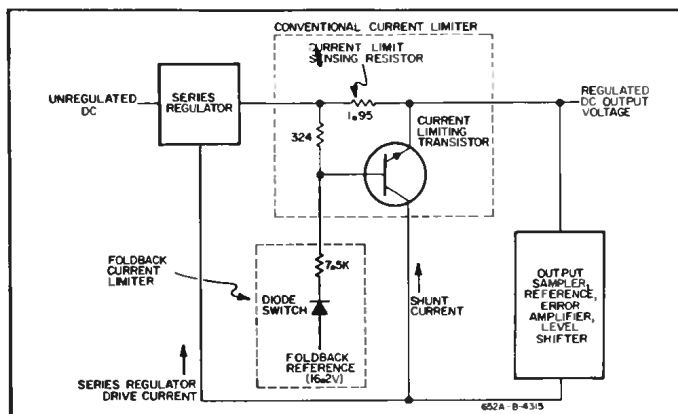 CONVENTIONAL CURRENT LIMITER
CURRENT LIMIT
SENSING RESISTOR
UNREGULATED
DC
SERIES
REGULATOR
1.95
REGULATED
DC OUTPUT
VOLTAGE
324
CURRENT
LIMITING
TRANSISTOR
FOLDBACK
CURRENT
LIMITER
7.5K
DIODE
SWITCH
FOLDBACK
REFERENCE
(16.2V)
SHUNT
CURRENT
OUTPUT
SAMPLER,
REFERENCE,
ERROR
AMPLIFIER,
LEVEL
SHIFTER
SERIES REGULATOR
DRIVE CURRENT
652A-B-4315